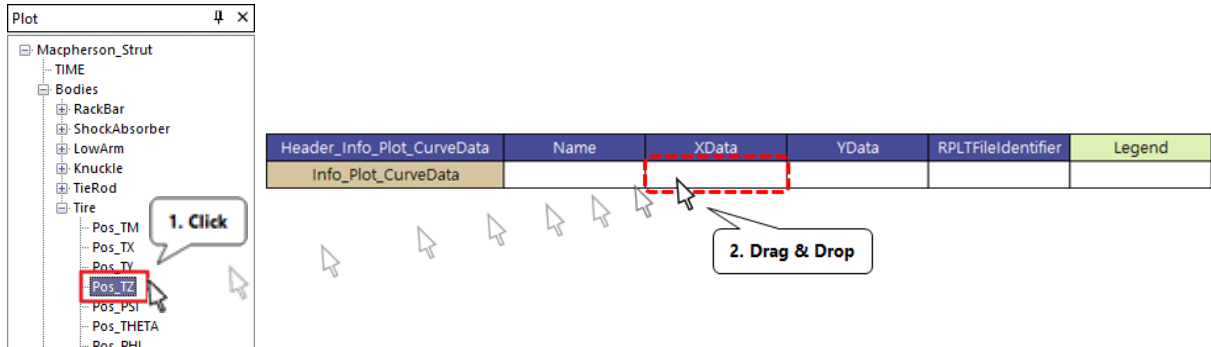 Plot
Macpherson_Strut
TIME
Bodies
RackBar
ShockAbsorber
LowArm
Knuckle
TieRod
Tire
Pos_TM
Pos_TX
Pos_TY
Pos_TZ
Pos_PSI
Pos_THETA
Pos_PHI
1. Click
Header_Info_Plot_CurveData Name XData YData RPLTFileIdentifier Legend
Info_Plot_CurveData
2. Drag & Drop